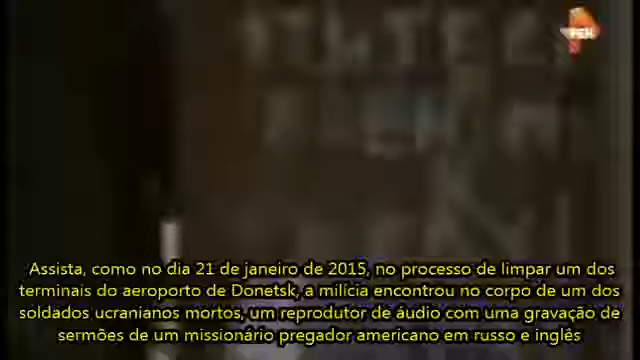 РЕН
Assista, como no dia 21 de janeiro de 2015, no processo de limpar um dos
terminais do aeroporto de Donetsk, a milícia encontrou no corpo de um dos
soldados ucranianos mortos, um reprodutor de áudio com uma gravação de
sermões de um missionário pregador americano em russo e inglês